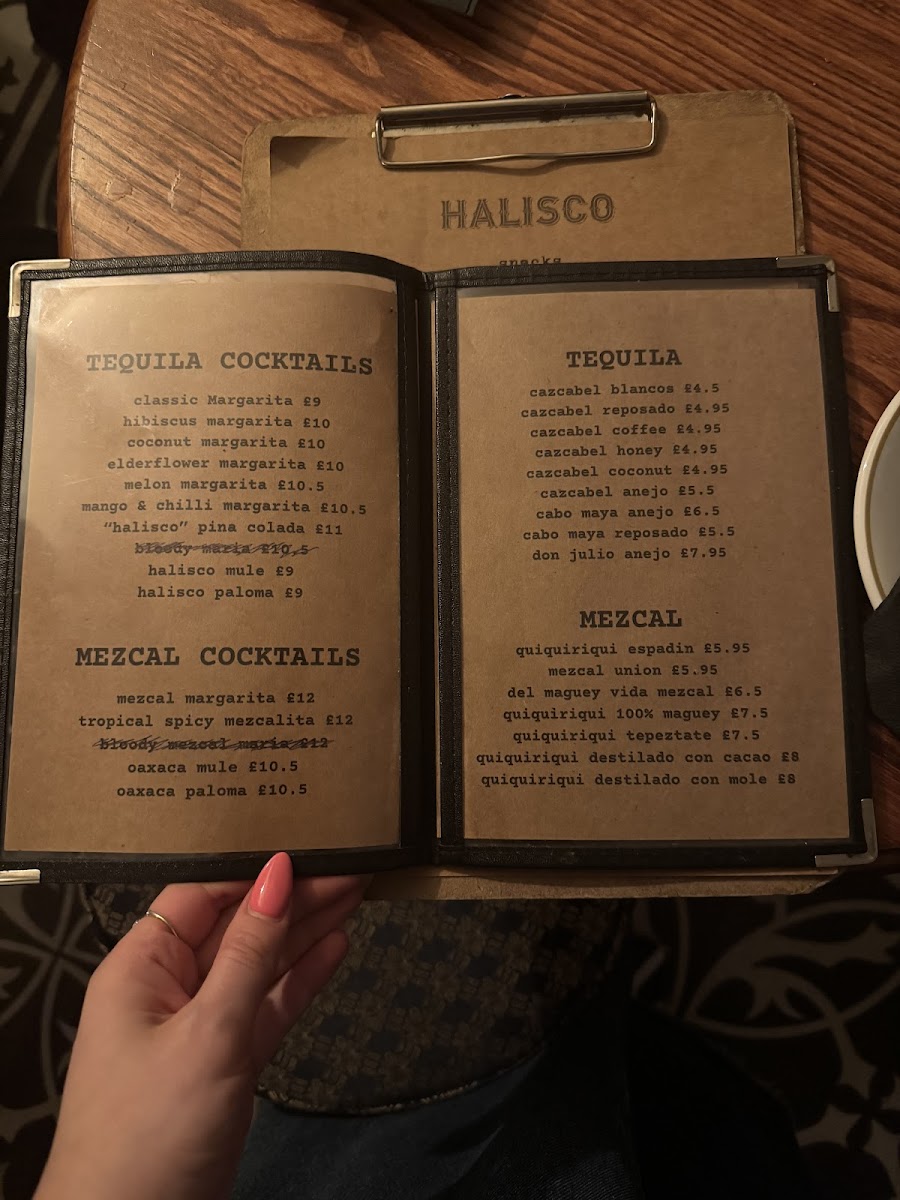 HALISCO
snacks
TEQUILA COCKTAILS
classic Margarita £9
hibiscus margarita £10
coconut margarita £10
elderflower margarita £10
melon margarita £10.5
mango & chilli margarita £10.5
“halisco” pina colada £11
bloody maria £10.5
halisco mule £9
halisco paloma £9
MEZCAL COCKTAILS
mezcal margarita £12
tropical spicy mezcalita £12
bloody mezcal maria £12
oaxaca mule £10.5
oaxaca paloma £10.5
TEQUILA
cazcabel blancos £4.5
cazcabel reposado £4.95
cazcabel coffee £4.95
cazcabel honey £4.95
cazcabel coconut £4.95
cazcabel anejo £5.5
cabo maya anejo £6.5
cabo maya reposado £5.5
don julio anejo £7.95
MEZCAL
quiquiriqui espadin £5.95
mezcal union £5.95
del maguey vida mezcal £6.5
quiquiriqui 100% maguey £7.5
quiquiriqui tepeztate £7.5
quiquiriqui destilado con cacao £8
quiquiriqui destilado con mole £8